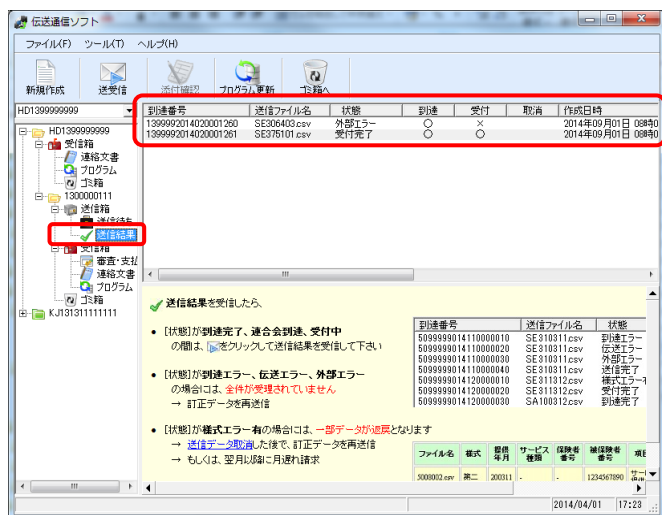 伝送通信ソフト
ファイル(F) ツール(T) ヘルプ(H)
新規作成 送受信 添付確認 プログラム更新 ゴミ箱へ
HD1399999999
到達番号 送信ファイル名 状態 到達 受付 取消 作成日時
1399992014020001260 SE306403.csv 外部エラー ○ × 2014年09月01日 08時0
1399992014020001261 SE375101.csv 受付完了 ○ ○ 2014年09月01日 08時0
HD1399999999
受信箱
連絡文書
プログラム
ゴミ箱
1300000111
送信箱
送信待ち
送信結果
受信箱
審査・支払
連絡文書
プログラム
ゴミ箱
KJ131311111111
送信結果を受信したら、
• [状態]が到達完了、連合会到達、受付中
の間は、をクリックして送信結果を受信して下さい
• [状態]が到達エラー、伝送エラー、外部エラー
の場合には、全件が受理されていません
→ 訂正データを再送信
• [状態]が様式エラー有の場合には、一部データが返戻となります
→ 送信データ取消した後で、訂正データを再送信
→ もしくは、翌月以降に月遅れ請求
到達番号 送信ファイル名 状態
5099999014110000010 SE310311.csv 到達エラー
5099999014110000020 SE310311.csv 伝送エラー
5099999014110000030 SE310311.csv 外部エラー
5099999014110000040 SE310311.csv 送信完了
5099999014120000010 SE311312.csv 様式エラー有
5099999014120000020 SE311312.csv 受付完了
5099999014120000030 SA100312.csv 到達完了
ファイル名 様式 提供年月 サービス種類 保険者番号 被保険者番号 項目
5008002.csv 第二 200311 - - 1234567890 サービ
2014/04/01 17:23